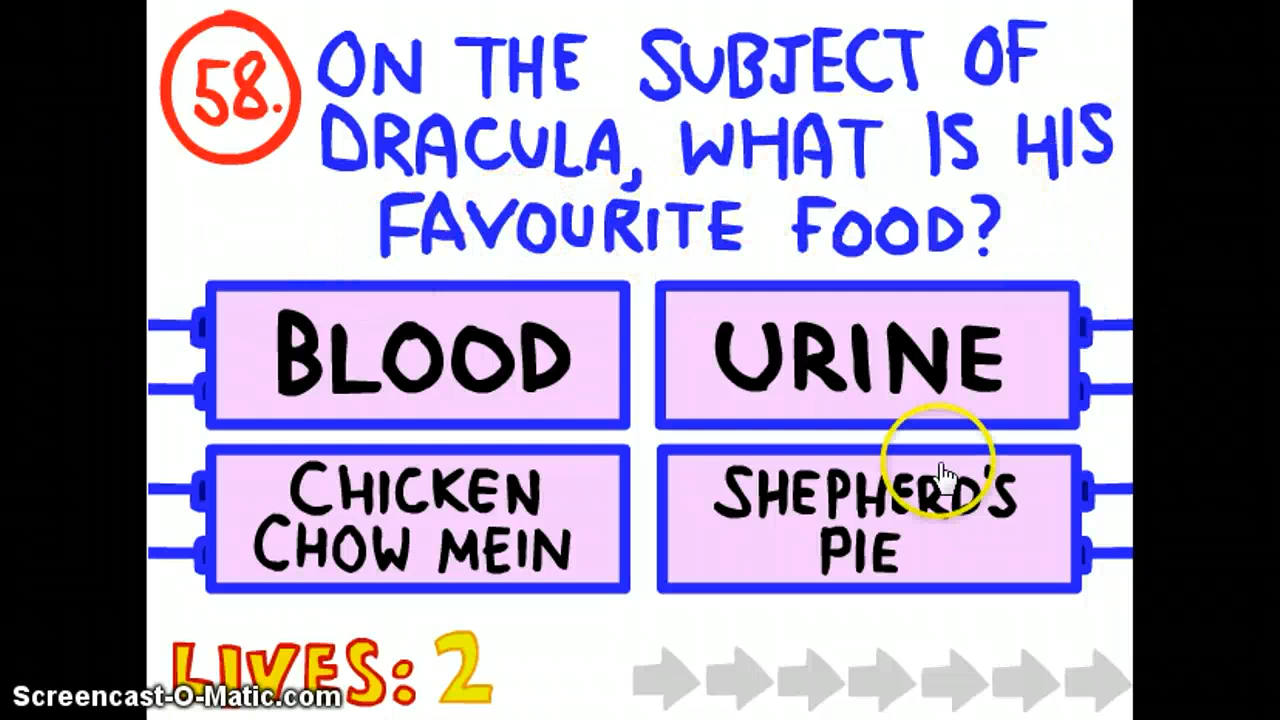 58. ON THE SUBJECT OF
DRACULA, WHAT IS HIS
FAVOURITE FOOD?
BLOOD
URINE
CHICKEN
CHOW MEIN
SHEPHERD'S
PIE
LIVES: 2
Screencast-O-Matic.com